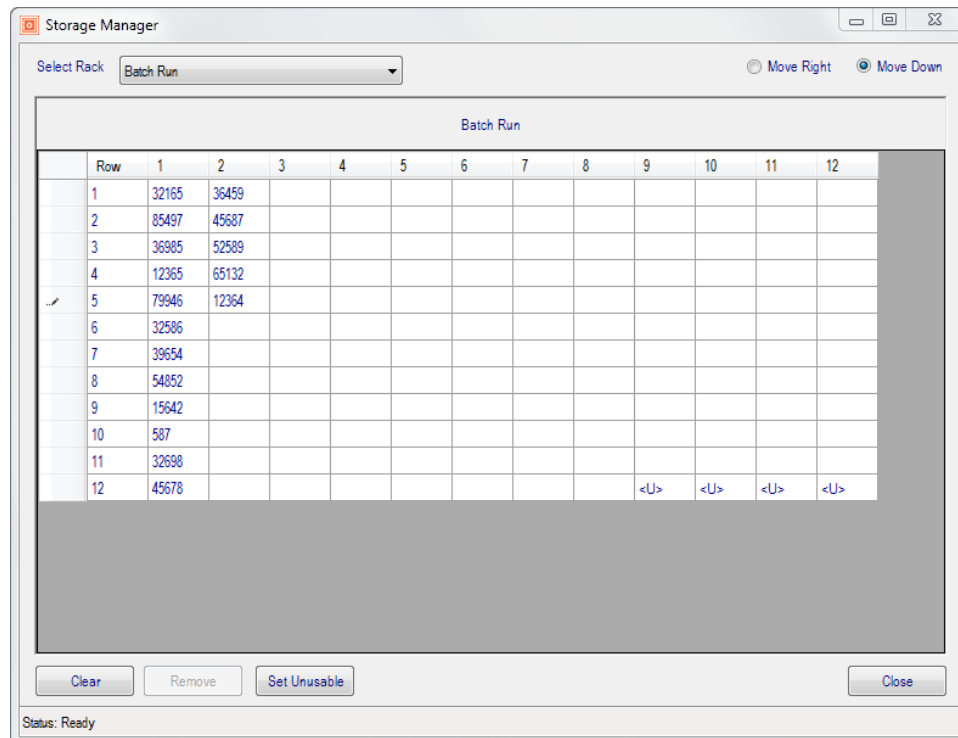 Storage Manager
Select Rack Batch Run Move Right Move Down
Batch Run
Row 1 2 3 4 5 6 7 8 9 10 11 12
1 32165 36459
2 85497 45687
3 36985 52589
4 12365 65132
5 79946 12364
6 32586
7 39654
8 54852
9 15642
10 587
11 32698
12 45678 <U> <U> <U> <U>
Clear Remove Set Unusable Close
Status: Ready